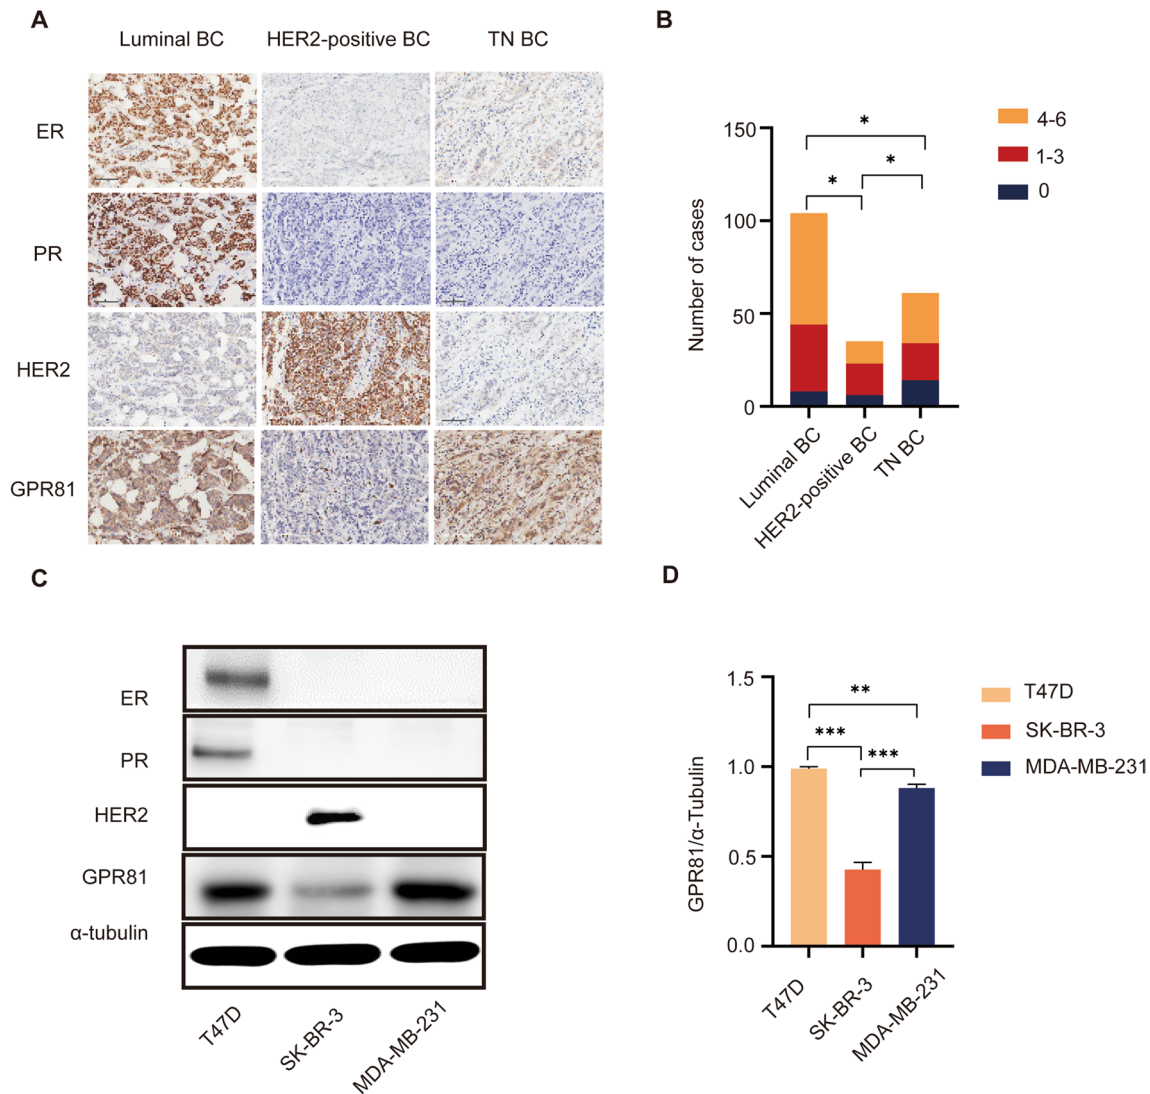 A
Luminal BC HER2-positive BC TN BC
ER
PR
HER2
GPR81
B
150
100
50
0
Number of cases
* 
*
*
4-6
1-3
0
Luminal BC
HER2-positive BC
TN BC
C
ER
PR
HER2
GPR81
α-tubulin
T47D
SK-BR-3
MDA-MB-231
D
1.5
1.0
0.5
0.0
GPR81/α-Tubulin
**
***
***
T47D
SK-BR-3
MDA-MB-231
T47D
SK-BR-3
MDA-MB-231